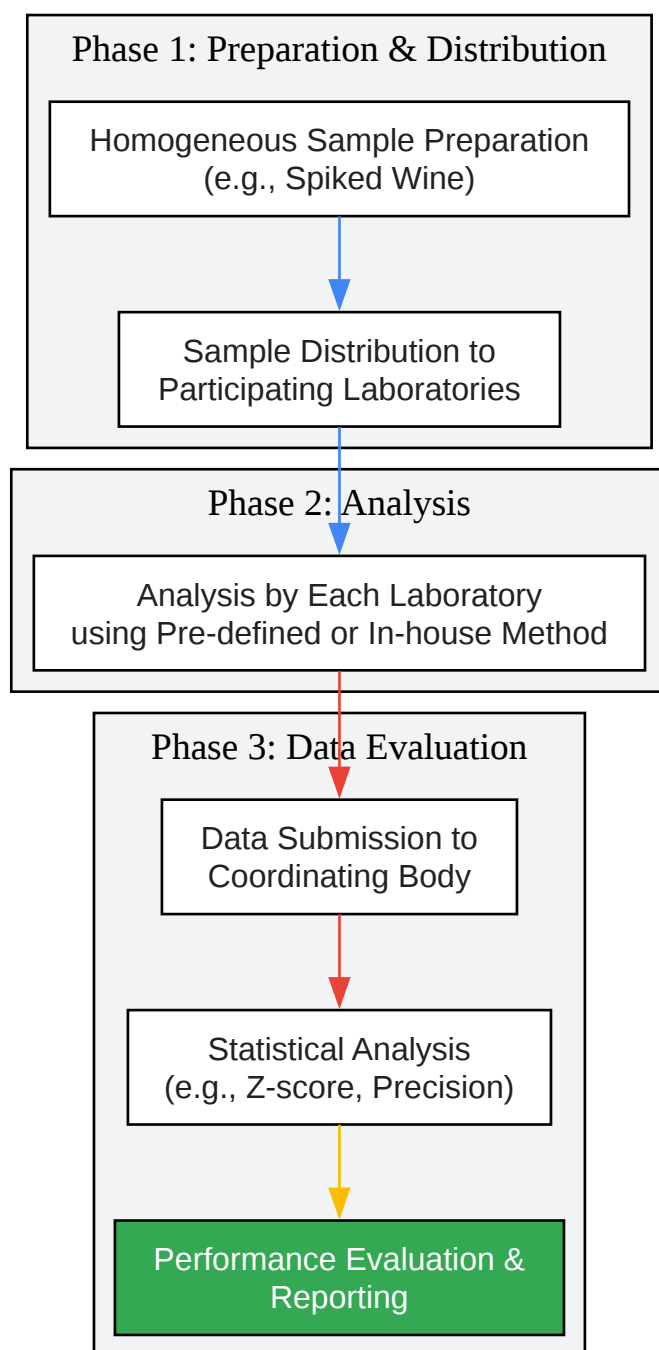 Phase 1: Preparation & Distribution
Homogeneous Sample Preparation
(e.g., Spiked Wine)
Sample Distribution to
Participating Laboratories
Phase 2: Analysis
Analysis by Each Laboratory
using Pre-defined or In-house Method
Phase 3: Data Evaluation
Data Submission to
Coordinating Body
Statistical Analysis
(e.g., Z-score, Precision)
Performance Evaluation &
Reporting